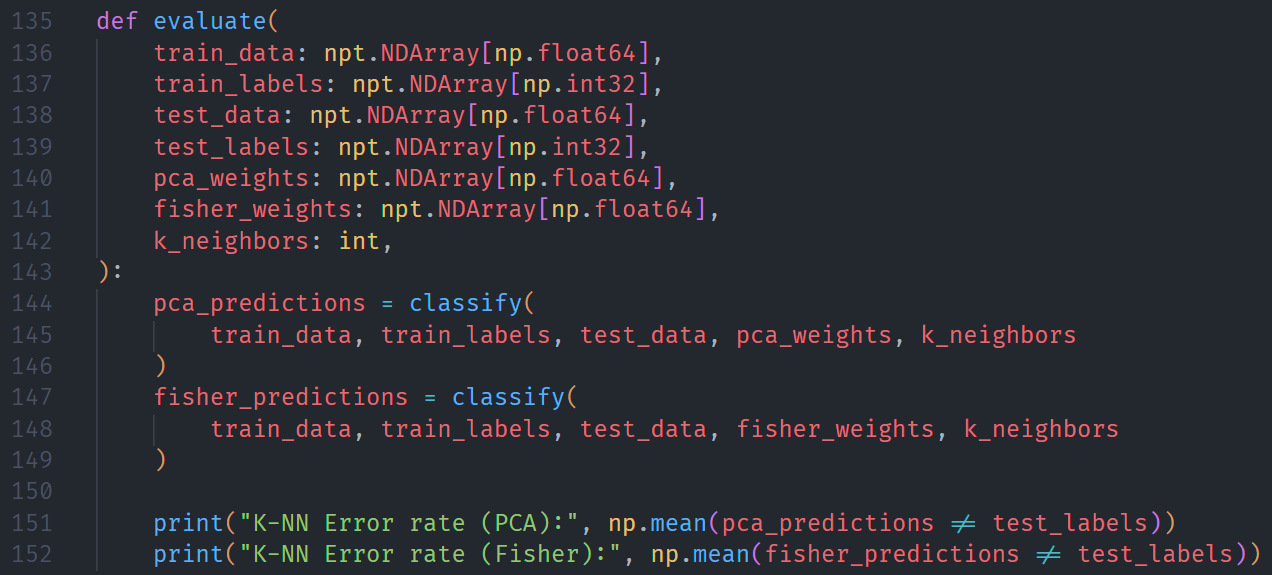 135 def evaluate(
136 train_data: npt.NDArray[np.float64],
137 train_labels: npt.NDArray[np.int32],
138 test_data: npt.NDArray[np.float64],
139 test_labels: npt.NDArray[np.int32],
140 pca_weights: npt.NDArray[np.float64],
141 fisher_weights: npt.NDArray[np.float64],
142 k_neighbors: int,
143 ):
144 pca_predictions = classify(
145 train_data, train_labels, test_data, pca_weights, k_neighbors
146 )
147 fisher_predictions = classify(
148 train_data, train_labels, test_data, fisher_weights, k_neighbors
149 )
150
151 print("K-NN Error rate (PCA):", np.mean(pca_predictions ≠ test_labels))
152 print("K-NN Error rate (Fisher):", np.mean(fisher_predictions ≠ test_labels))